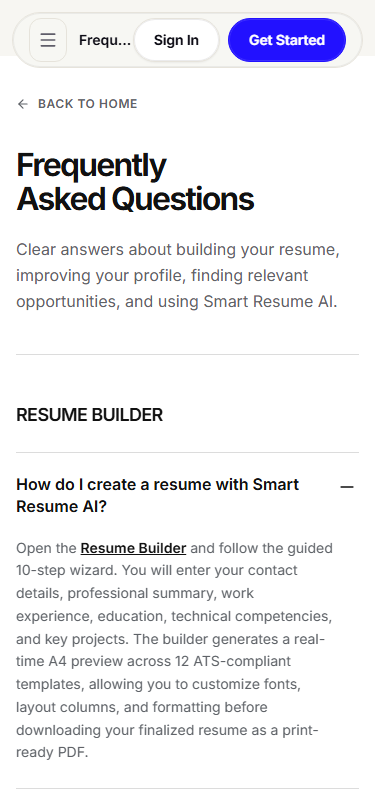 Frequ...
Sign In
Get Started
BACK TO HOME
Frequently
Asked Questions
Clear answers about building your resume,
improving your profile, finding relevant
opportunities, and using Smart Resume AI.
RESUME BUILDER
How do I create a resume with Smart
Resume AI?
Open the Resume Builder and follow the guided
10-step wizard. You will enter your contact
details, professional summary, work
experience, education, technical competencies,
and key projects. The builder generates a real-
time A4 preview across 12 ATS-compliant
templates, allowing you to customize fonts,
layout columns, and formatting before
downloading your finalized resume as a print-
ready PDF.